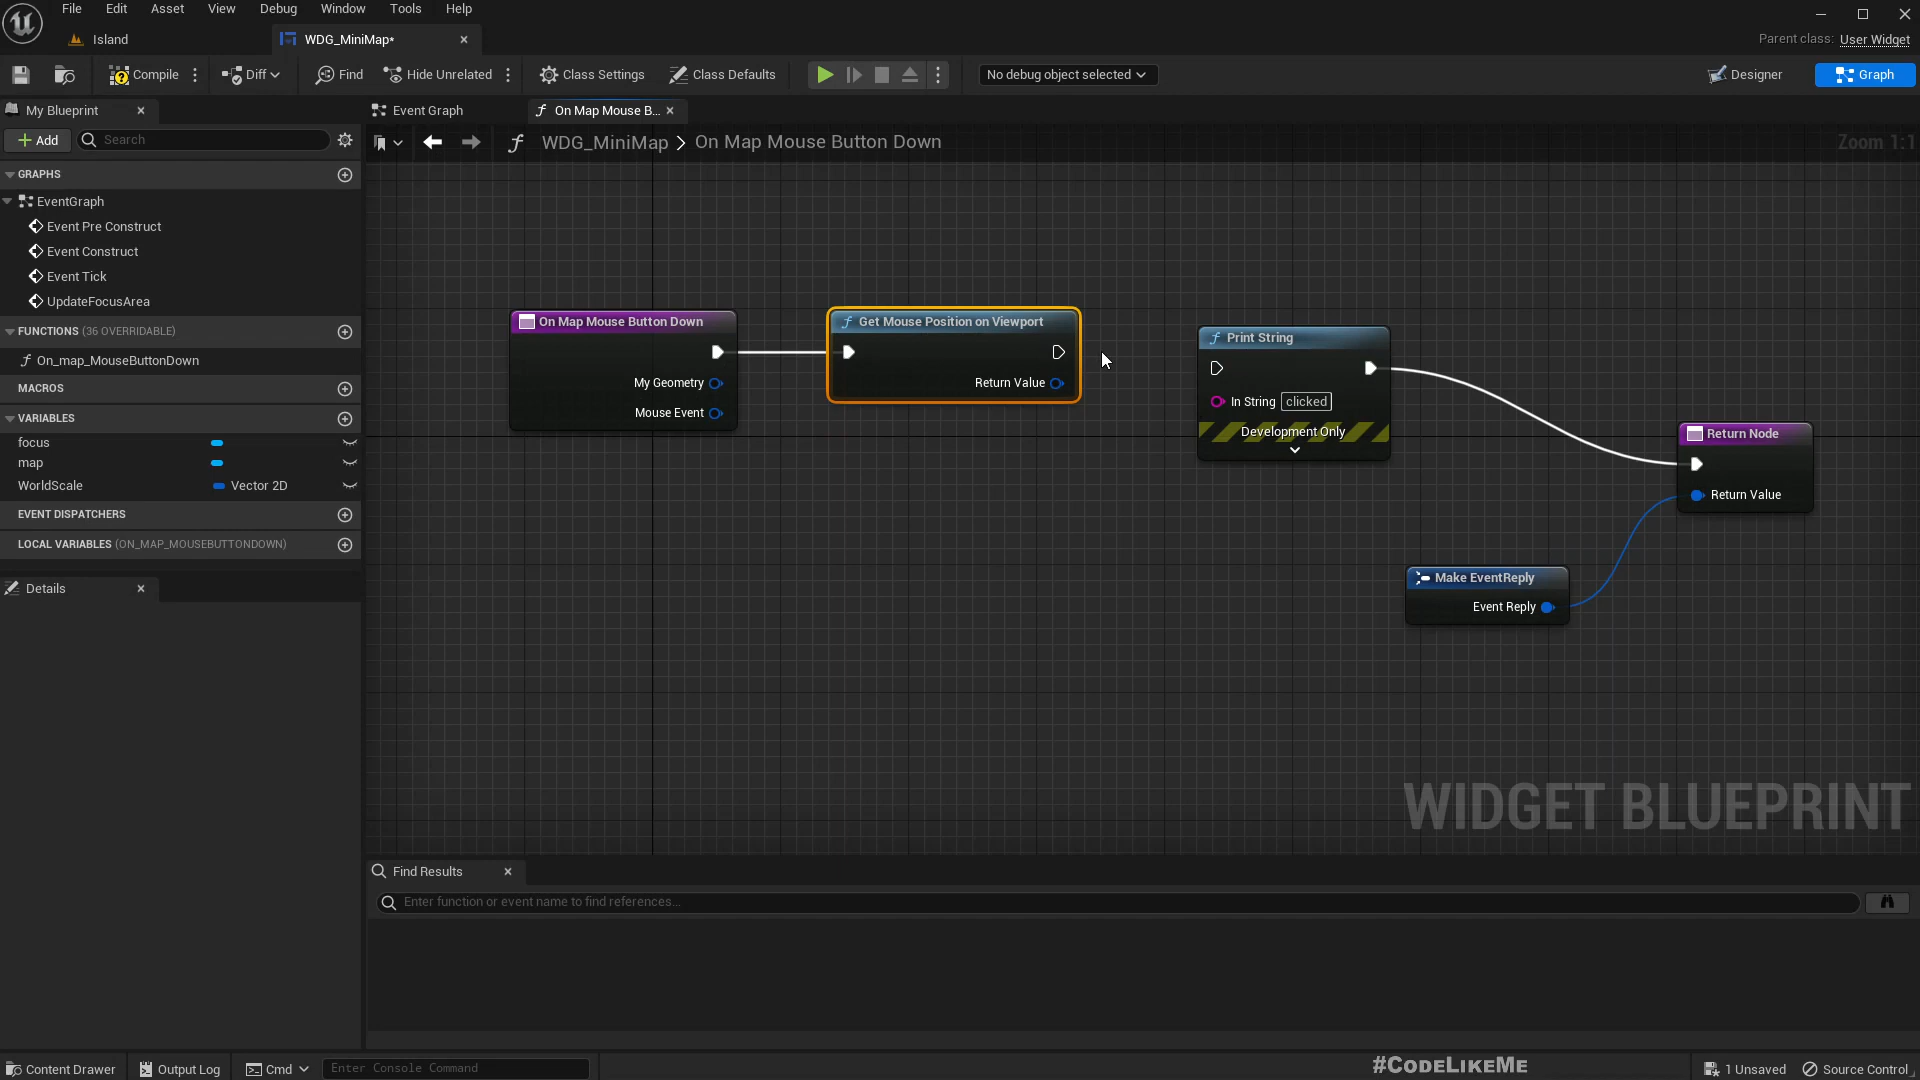 File Edit Asset View Debug Window Tools Help
Island
WDG_MiniMap*
Parent class: User Widget
Compile Diff Find Hide Unrelated Class Settings Class Defaults No debug object selected Designer Graph
My Blueprint
Event Graph
On Map Mouse B...
Add
Search
WDG_MiniMap > On Map Mouse Button Down
Zoom 1:1
GRAPHS
EventGraph
Event Pre Construct
Event Construct
Event Tick
UpdateFocusArea
FUNCTIONS (36 OVERRIDABLE)
On_map_MouseButtonDown
MACROS
VARIABLES
focus
map
WorldScale Vector 2D
EVENT DISPATCHERS
LOCAL VARIABLES (ON_MAP_MOUSEBUTTONDOWN)
Details
On Map Mouse Button Down
My Geometry
Mouse Event
Get Mouse Position on Viewport
Return Value
Print String
In String clicked
Development Only
Return Node
Return Value
Make EventReply
Event Reply
WIDGET BLUEPRINT
Find Results
Enter function or event name to find references...
Content Drawer Output Log Cmd Enter Console Command
#CODELIKEME
1 Unsaved Source Control